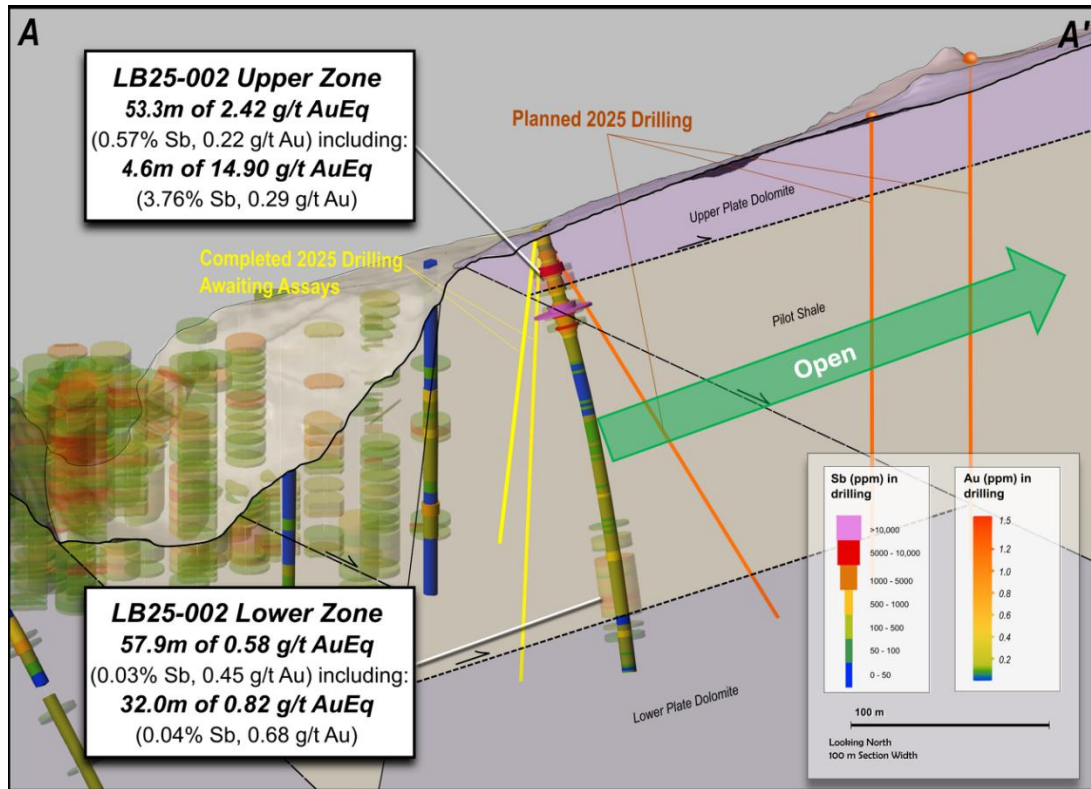 A
A'
LB25-002 Upper Zone
53.3m of 2.42 g/t AuEq
(0.57% Sb, 0.22 g/t Au) including:
4.6m of 14.90 g/t AuEq
(3.76% Sb, 0.29 g/t Au)
Planned 2025 Drilling
Upper Plate Dolomite
Completed 2025 Drilling
Awaiting Assays
Pilot Shale
Open
LB25-002 Lower Zone
57.9m of 0.58 g/t AuEq
(0.03% Sb, 0.45 g/t Au) including:
32.0m of 0.82 g/t AuEq
(0.04% Sb, 0.68 g/t Au)
Lower Plate Dolomite
Sb (ppm) in
drilling
>10,000
5000 - 10,000
1000 - 5000
500 - 1000
100 - 500
50 - 100
0 - 50
Au (ppm) in
drilling
1.5
1.2
1.0
0.8
0.6
0.4
0.2
100 m
Looking North
100 m Section Width